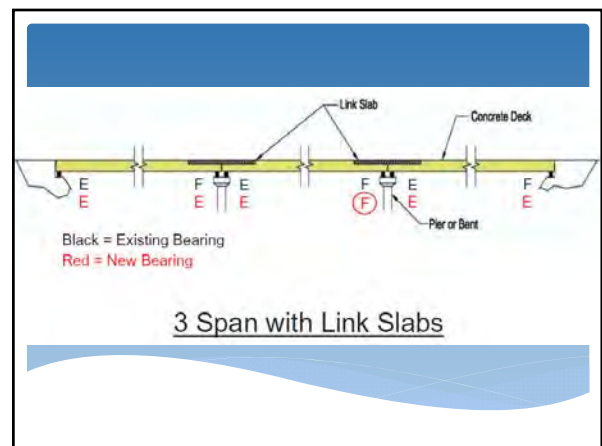 Link Slab
Concrete Deck
E F E F E F
E E E F E E
Pier or Bent
Black = Existing Bearing
Red = New Bearing
3 Span with Link Slabs